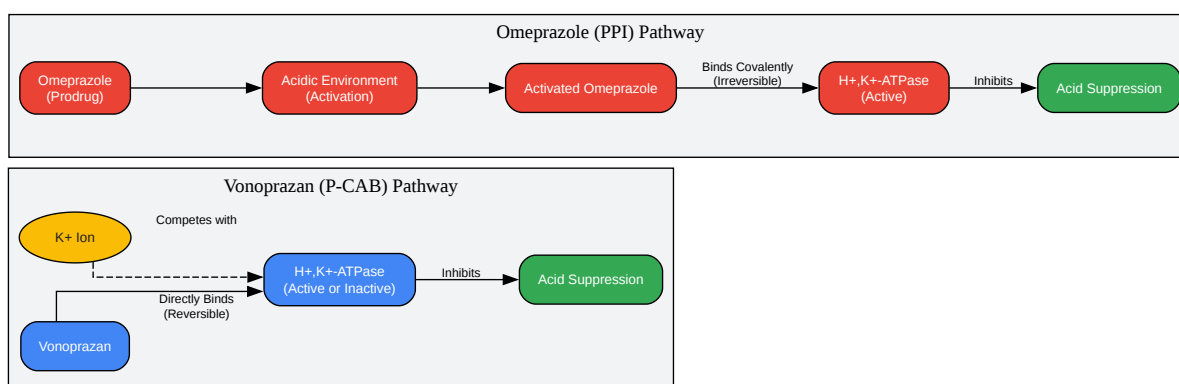 Omeprazole (PPI) Pathway
Omeprazole
(Prodrug)
Acidic Environment
(Activation)
Activated Omeprazole
Binds Covalently
(Irreversible)
H+,K+-ATPase
(Active)
Inhibits
Acid Suppression
Vonoprazan (P-CAB) Pathway
K+ Ion
Competes with
H+,K+-ATPase
(Active or Inactive)
Inhibits
Acid Suppression
Directly Binds
(Reversible)
Vonoprazan